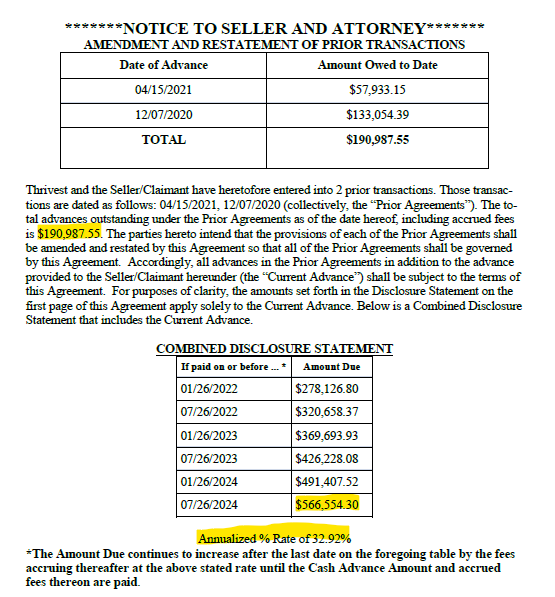 *******NOTICE TO SELLER AND ATTORNEY*******
AMENDMENT AND RESTATEMENT OF PRIOR TRANSACTIONS
Date of Advance Amount Owed to Date
04/15/2021 $57,933.15
12/07/2020 $133,054.39
TOTAL $190,987.55
Thrivest and the Seller/Claimant have heretofore entered into 2 prior transactions. Those transac-
tions are dated as follows: 04/15/2021, 12/07/2020 (collectively, the “Prior Agreements”). The to-
tal advances outstanding under the Prior Agreements as of the date hereof, including accrued fees
is $190,987.55. The parties hereto intend that the provisions of each of the Prior Agreements shall
be amended and restated by this Agreement so that all of the Prior Agreements shall be governed
by this Agreement. Accordingly, all advances in the Prior Agreements in addition to the advance
provided to the Seller/Claimant hereunder (the “Current Advance”) shall be subject to the terms of
this Agreement. For purposes of clarity, the amounts set forth in the Disclosure Statement on the
first page of this Agreement apply solely to the Current Advance. Below is a Combined Disclosure
Statement that includes the Current Advance.
COMBINED DISCLOSURE STATEMENT
If paid on or before ... * Amount Due
01/26/2022 $278,126.80
07/26/2022 $320,658.37
01/26/2023 $369,693.93
07/26/2023 $426,228.08
01/26/2024 $491,407.52
07/26/2024 $566,554.30
Annualized % Rate of 32.92%
*The Amount Due continues to increase after the last date on the foregoing table by the fees
accruing thereafter at the above stated rate until the Cash Advance Amount and accrued
fees thereon are paid.